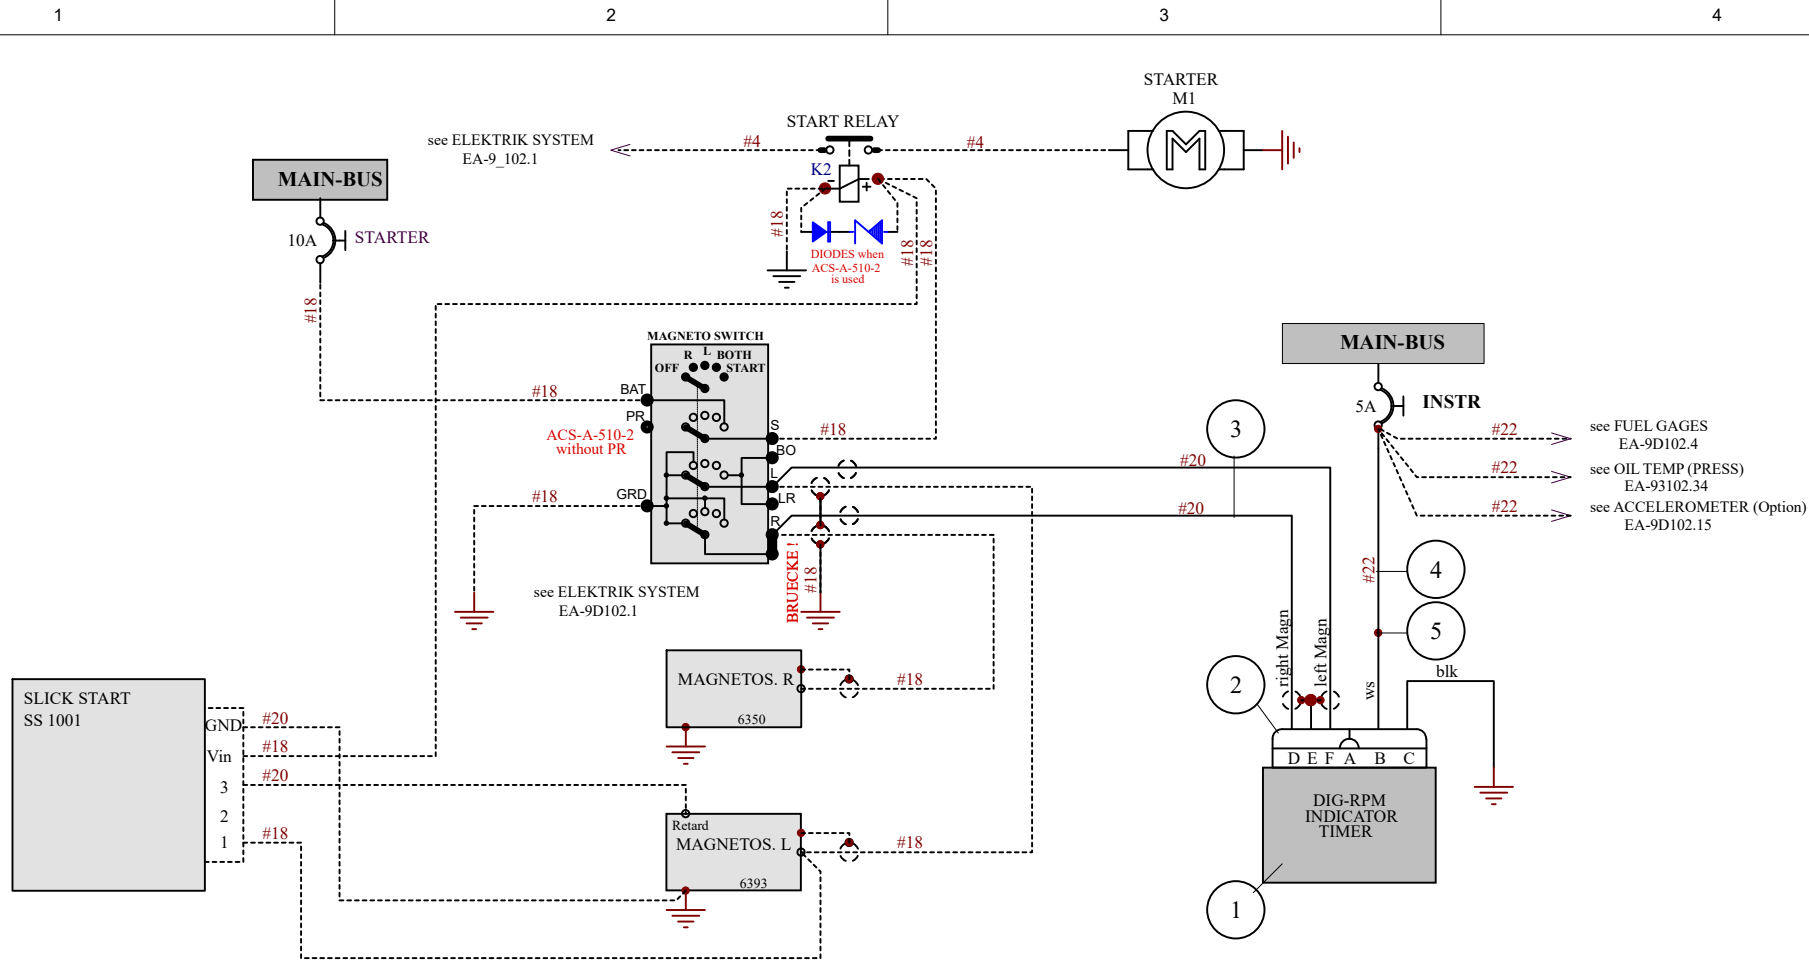 1 2 3 4
STARTER
M1
START RELAY
see ELEKTRIK SYSTEM
EA-9_102.1
#4
#4
K2
-
+
MAIN-BUS
10A
STARTER
#18
#18
#18
#18
DIODES when
ACS-A-510-2
is used
MAGNETO SWITCH
R L BOTH
OFF START
BAT
#18
PR
ACS-A-510-2
without PR
GRD
#18
S
#18
BO
L
LR
R
#20
#20
BRUECKE !
#18
see ELEKTRIK SYSTEM
EA-9D102.1
MAIN-BUS
5A
INSTR
#22
see FUEL GAGES
EA-9D102.4
#22
see OIL TEMP (PRESS)
EA-93102.34
#22
see ACCELEROMETER (Option)
EA-9D102.15
3
#22
4
5
2
right Magn
left Magn
ws
blk
D E F A B C
DIG-RPM
INDICATOR
TIMER
1
MAGNETOS. R
6350
#18
Retard
MAGNETOS. L
6393
#18
SLICK START
SS 1001
GND
#20
Vin
#18
3
#20
2
1
#18